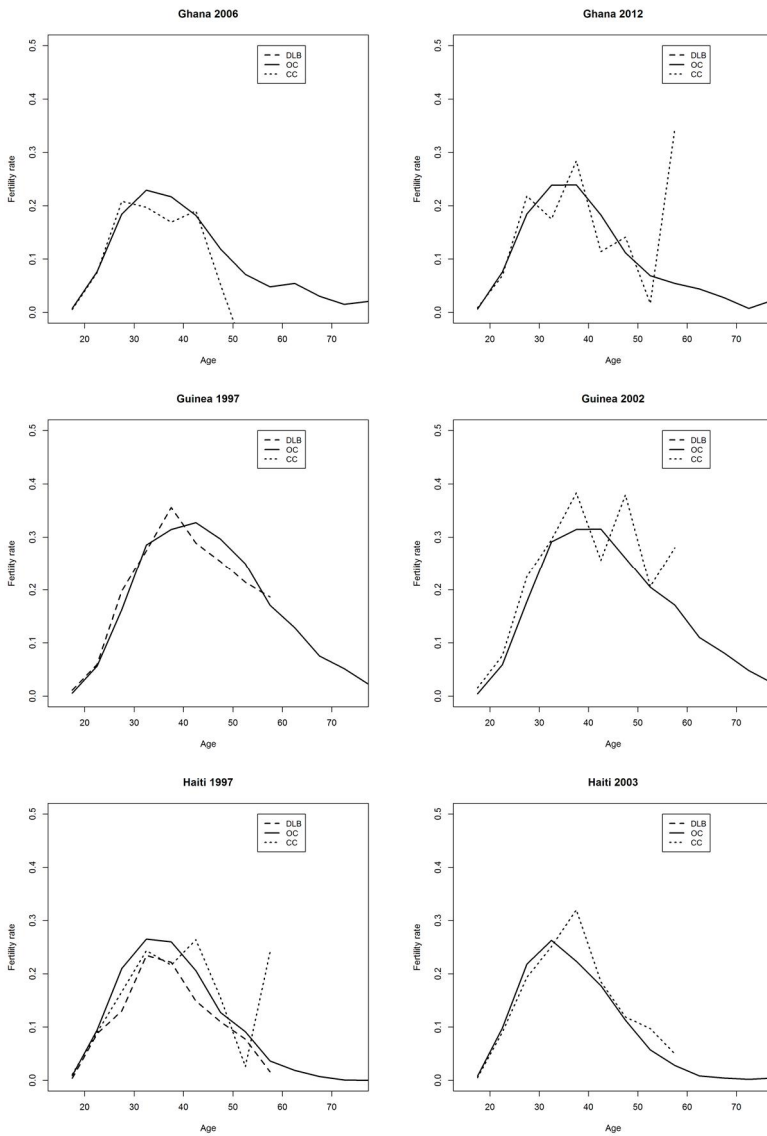 Ghana 2006
Fertility rate
0.5
0.4
0.3
0.2
0.1
0.0
DLB
OC
CC
20 30 40 50 60 70
Age
Ghana 2012
Fertility rate
0.5
0.4
0.3
0.2
0.1
0.0
DLB
OC
CC
20 30 40 50 60 70
Age
Guinea 1997
Fertility rate
0.5
0.4
0.3
0.2
0.1
0.0
DLB
OC
CC
20 30 40 50 60 70
Age
Guinea 2002
Fertility rate
0.5
0.4
0.3
0.2
0.1
0.0
DLB
OC
CC
20 30 40 50 60 70
Age
Haiti 1997
Fertility rate
0.5
0.4
0.3
0.2
0.1
0.0
DLB
OC
CC
20 30 40 50 60 70
Age
Haiti 2003
Fertility rate
0.5
0.4
0.3
0.2
0.1
0.0
DLB
OC
CC
20 30 40 50 60 70
Age